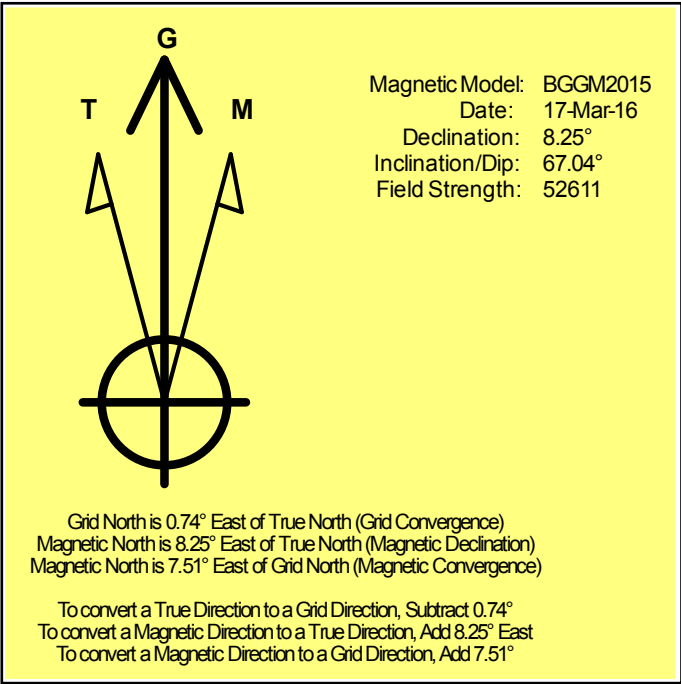 G
T M
Magnetic Model: BGGM2015
Date: 17-Mar-16
Declination: 8.25°
Inclination/Dip: 67.04°
Field Strength: 52611
Grid North is 0.74° East of True North (Grid Convergence)
Magnetic North is 8.25° East of True North (Magnetic Declination)
Magnetic North is 7.51° East of Grid North (Magnetic Convergence)
To convert a True Direction to a Grid Direction, Subtract 0.74°
To convert a Magnetic Direction to a True Direction, Add 8.25° East
To convert a Magnetic Direction to a Grid Direction, Add 7.51°